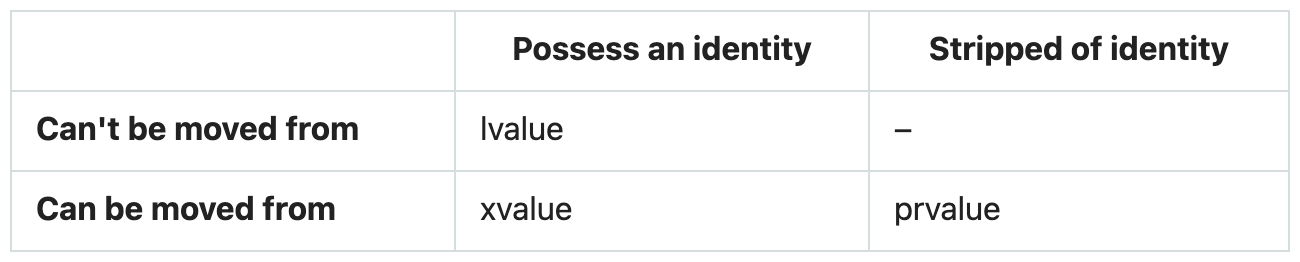 Possess an identity Stripped of identity
Can't be moved from lvalue –
Can be moved from xvalue prvalue